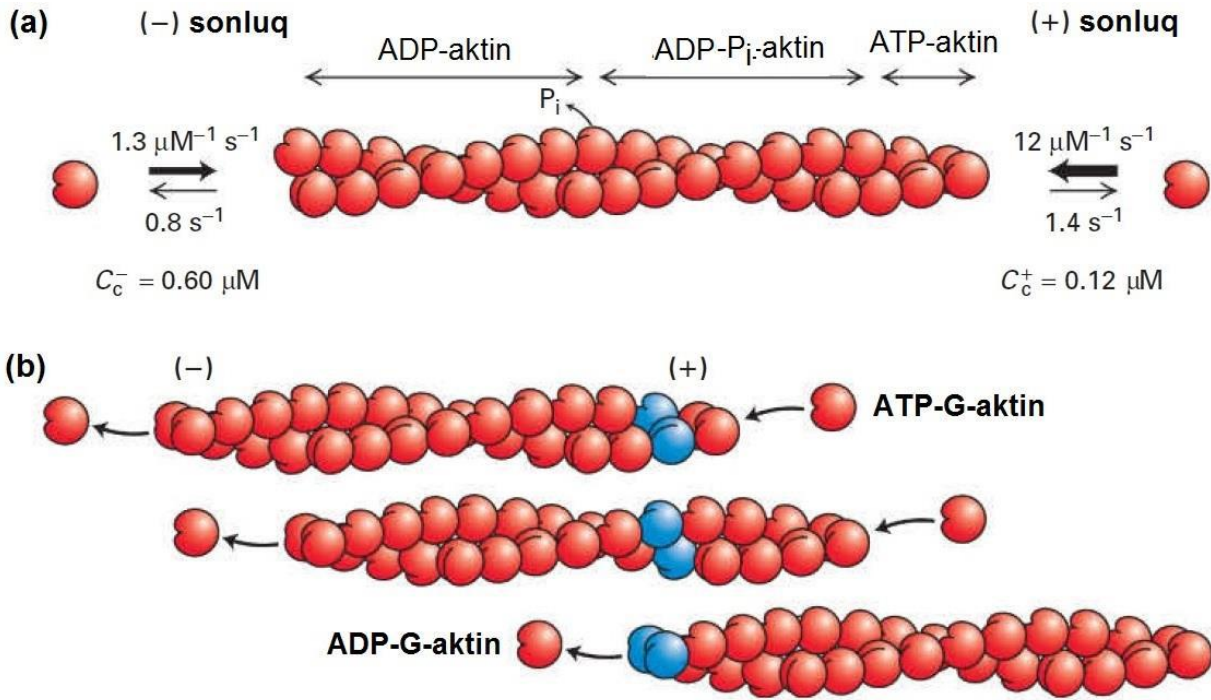 (a)
(−) sonluq
ADP-aktin
ADP-Pi-aktin
ATP-aktin
(+) sonluq
Pi
1.3 μM⁻¹ s⁻¹
12 μM⁻¹ s⁻¹
0.8 s⁻¹
1.4 s⁻¹
C⁻c = 0.60 μM
C⁺c = 0.12 μM
(b)
(−)
(+)
ATP-G-aktin
ADP-G-aktin